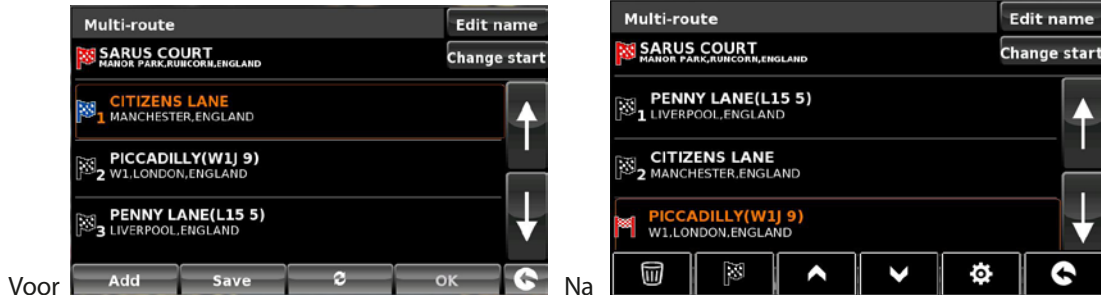 Multi-route
Edit name
SARUS COURT
MANOR PARK,RUNCORN,ENGLAND
Change start
CITIZENS LANE
1 MANCHESTER,ENGLAND
PICCADILLY(W1J 9)
2 W1,LONDON,ENGLAND
PENNY LANE(L15 5)
3 LIVERPOOL,ENGLAND
Add
Save
OK
Voor
Multi-route
Edit name
SARUS COURT
MANOR PARK,RUNCORN,ENGLAND
Change start
PENNY LANE(L15 5)
1 LIVERPOOL,ENGLAND
CITIZENS LANE
2 MANCHESTER,ENGLAND
PICCADILLY(W1J 9)
W1,LONDON,ENGLAND
Na